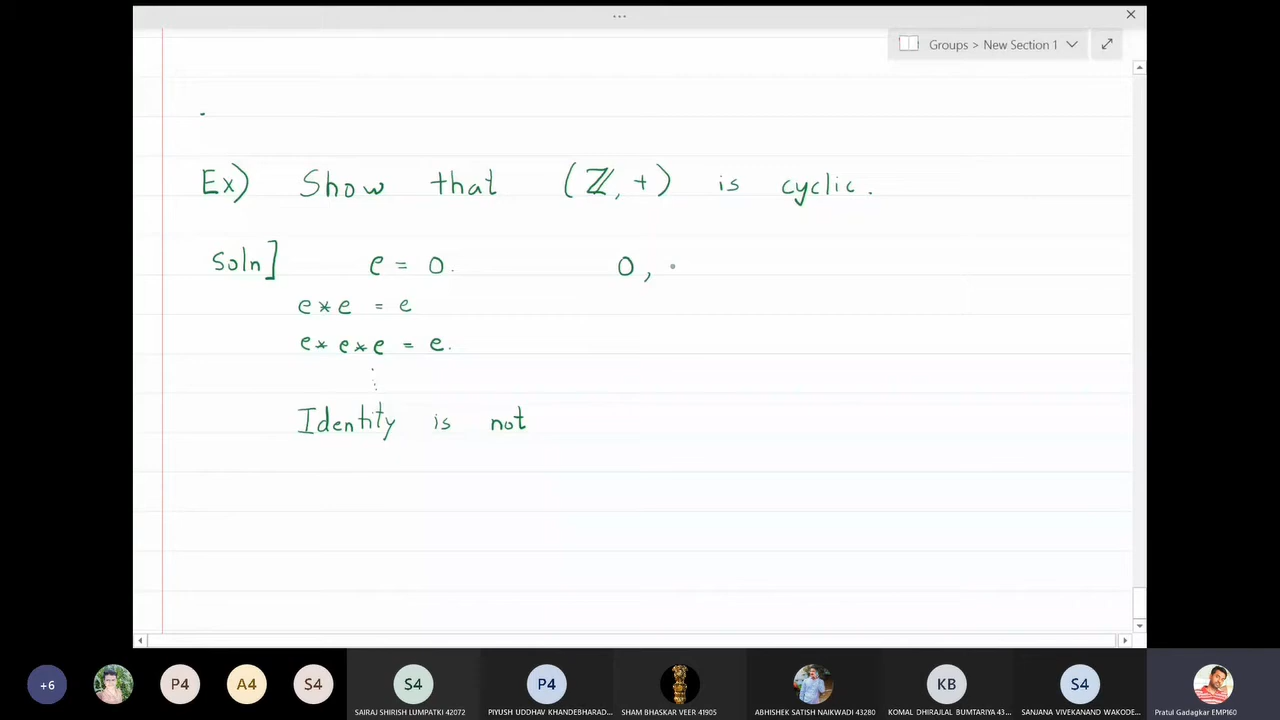 Groups > New Section 1
Ex) Show that (ℤ, +) is cyclic.
Soln] e = 0. 0,
e * e = e
e * e * e = e.
Identity is not
+6
P4
A4
S4
S4
P4
KB
S4
SAIRAJ SHIRISH LUMPATKI 42072
PIYUSH UDDHAV KHANDEBHARAD...
SHAM BHASKAR VEER 41905
ABHISHEK SATISH NAIKWADI 43280
KOMAL DHIRAJLAL BUMTARIYA 43...
SANJANA VIVEKANAND WAKODE...
Pratul Gadagkar EMP160